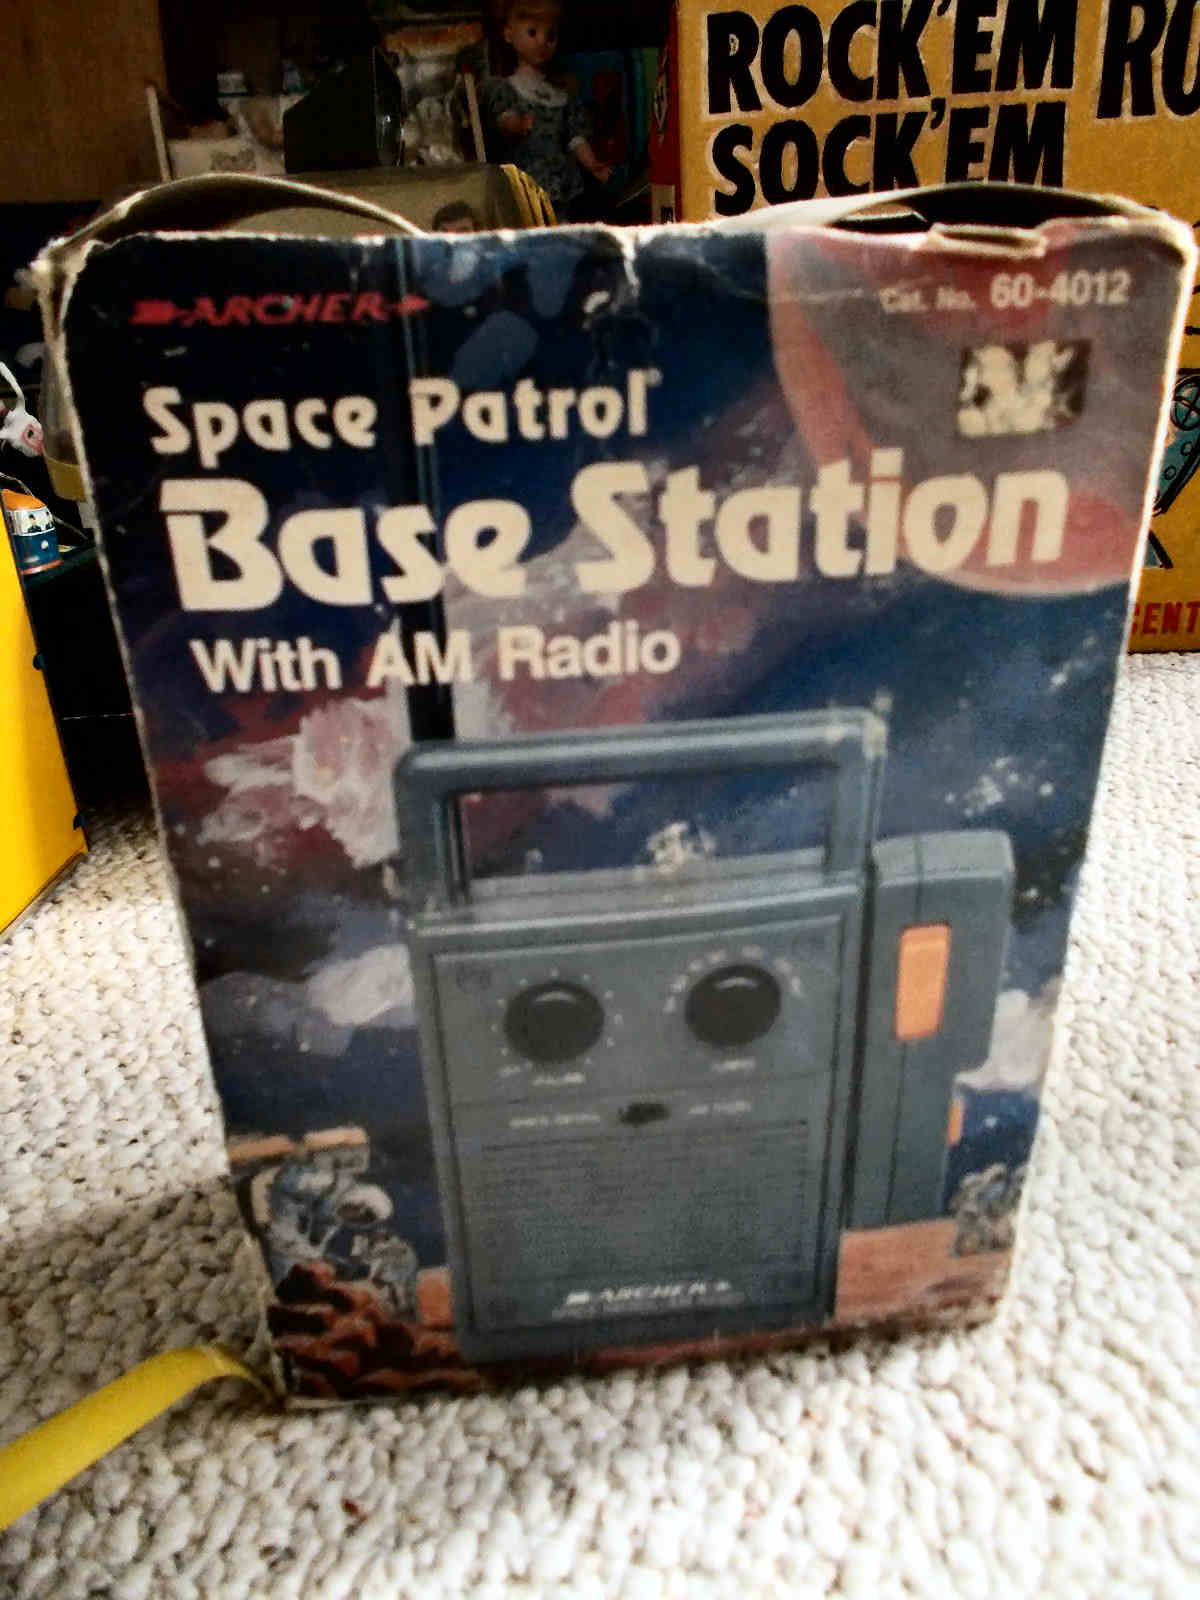 ROCK'EM
SOCK'EM
ARCHER
Cat. No. 60-4012
Space Patrol®
Base Station
With AM Radio
ARCHER